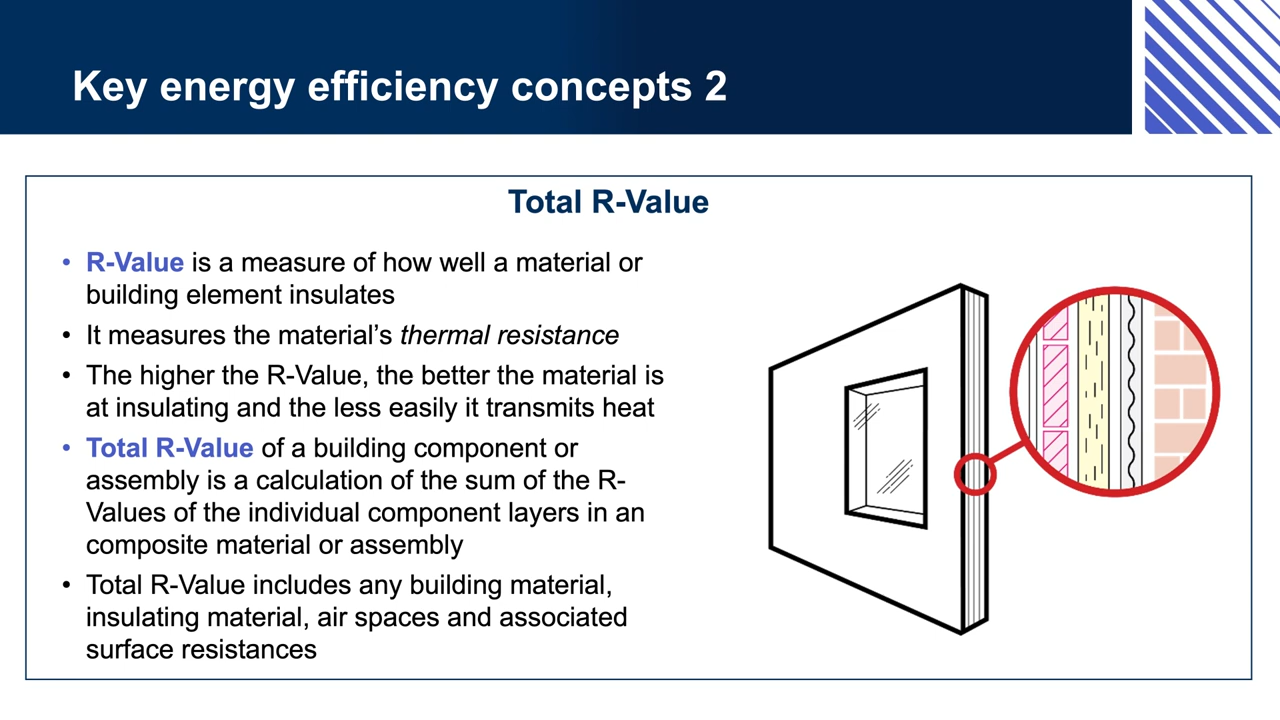 Key energy efficiency concepts 2
Total R-Value
• R-Value is a measure of how well a material or
building element insulates
• It measures the material’s thermal resistance
• The higher the R-Value, the better the material is
at insulating and the less easily it transmits heat
• Total R-Value of a building component or
assembly is a calculation of the sum of the R-
Values of the individual component layers in an
composite material or assembly
• Total R-Value includes any building material,
insulating material, air spaces and associated
surface resistances